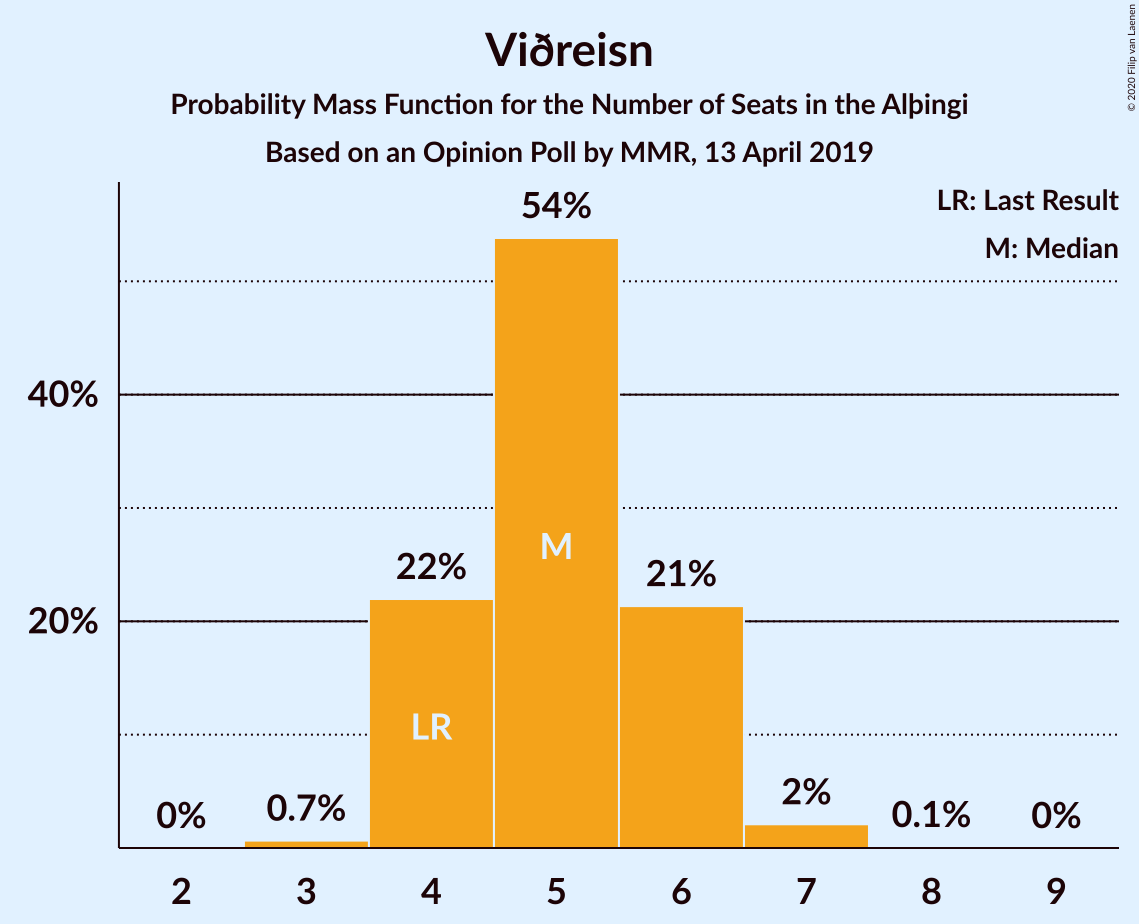 Viðreisn
Probability Mass Function for the Number of Seats in the Alþingi
Based on an Opinion Poll by MMR, 13 April 2019
© 2020 Filip van Laenen
LR: Last Result
M: Median
54%
40%
M
22%
21%
20%
LR
0%
0.7%
2%
0.1%
0%
2 3 4 5 6 7 8 9